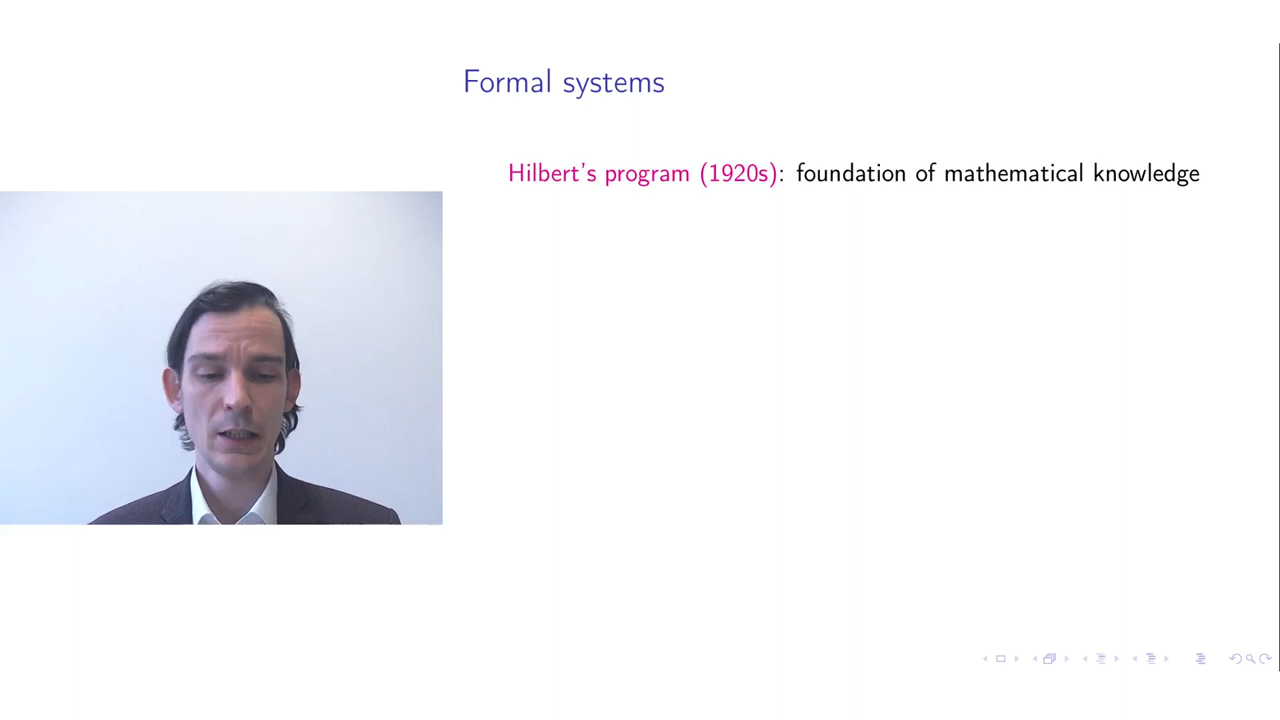 Formal systems
Hilbert's program (1920s): foundation of mathematical knowledge